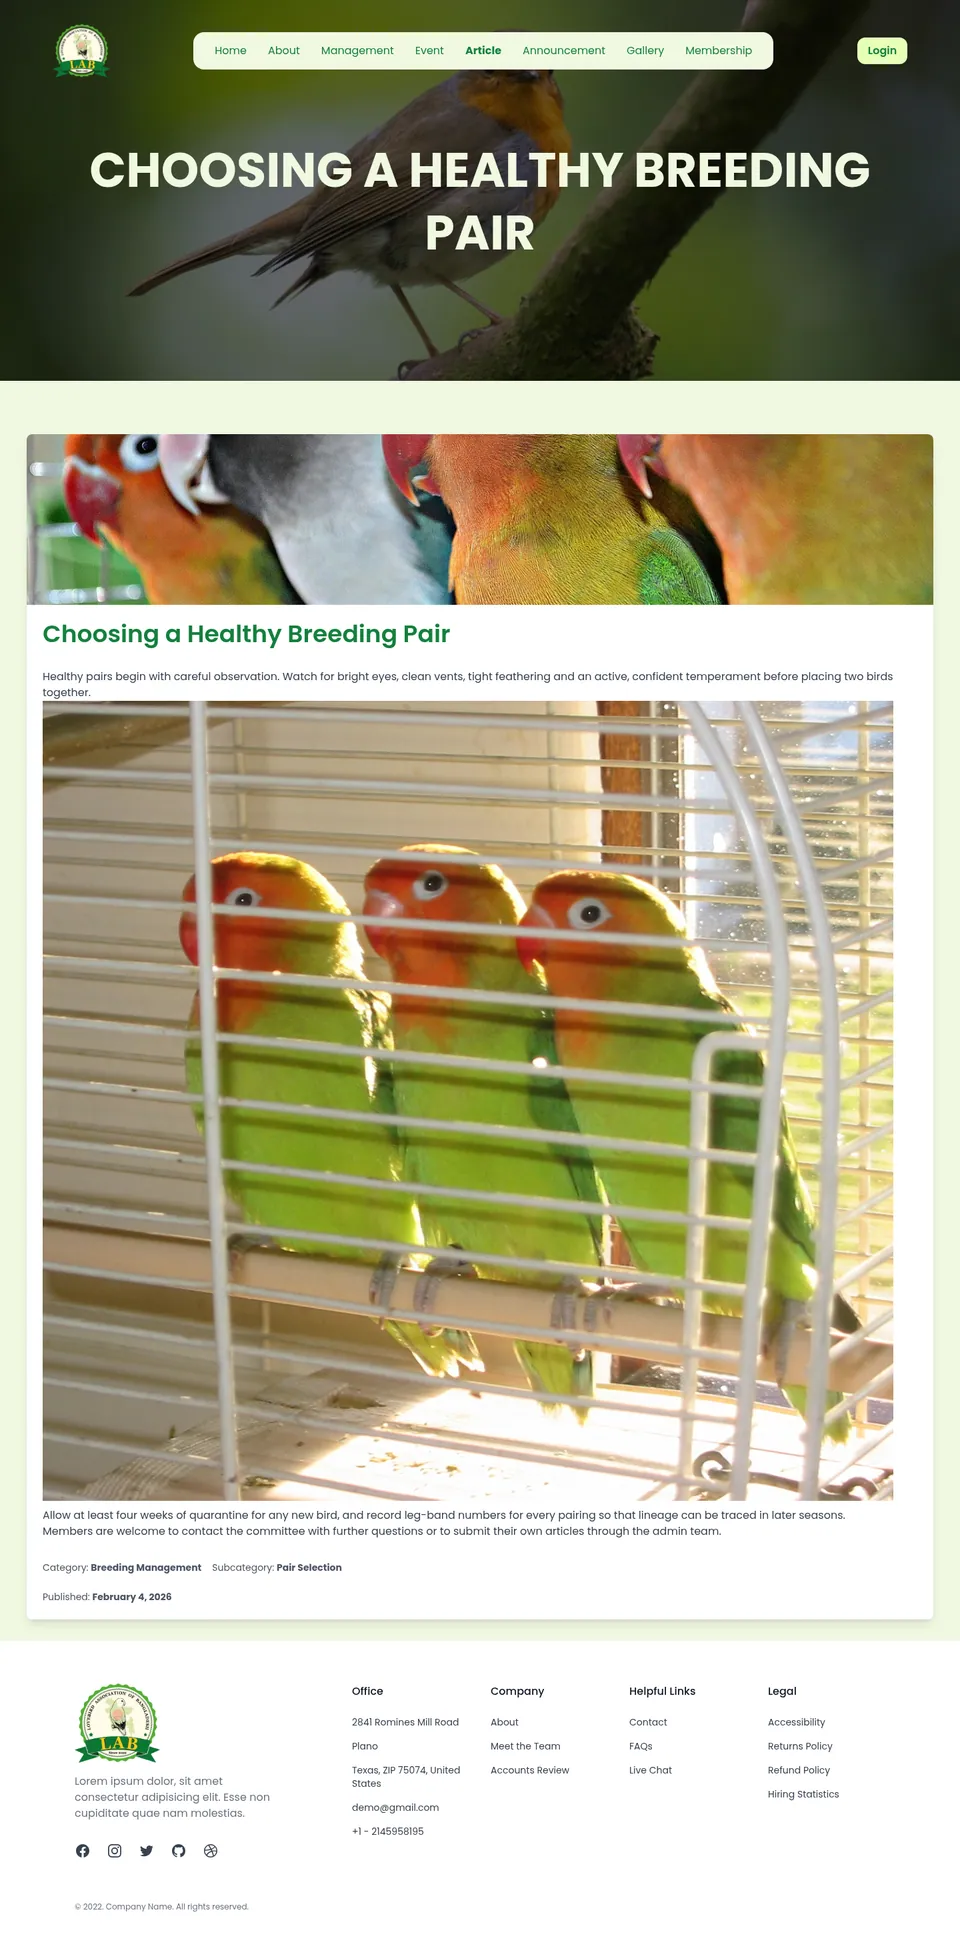 LAB
Home About Management Event Article Announcement Gallery Membership
Login
CHOOSING A HEALTHY BREEDING
PAIR
Choosing a Healthy Breeding Pair
Healthy pairs begin with careful observation. Watch for bright eyes, clean vents, tight feathering and an active, confident temperament before placing two birds
together.
Allow at least four weeks of quarantine for any new bird, and record leg-band numbers for every pairing so that lineage can be traced in later seasons.
Members are welcome to contact the committee with further questions or to submit their own articles through the admin team.
Category: Breeding Management Subcategory: Pair Selection
Published: February 4, 2026
LOVEBIRD ASSOCIATION OF BANGLADESH
LAB
Lorem ipsum dolor, sit amet
consectetur adipisicing elit. Esse non
cupiditate quae nam molestias.
Office
2841 Romines Mill Road
Plano
Texas, ZIP 75074, United
States
demo@gmail.com
+1 - 2145958195
Company
About
Meet the Team
Accounts Review
Helpful Links
Contact
FAQs
Live Chat
Legal
Accessibility
Returns Policy
Refund Policy
Hiring Statistics
© 2022. Company Name. All rights reserved.